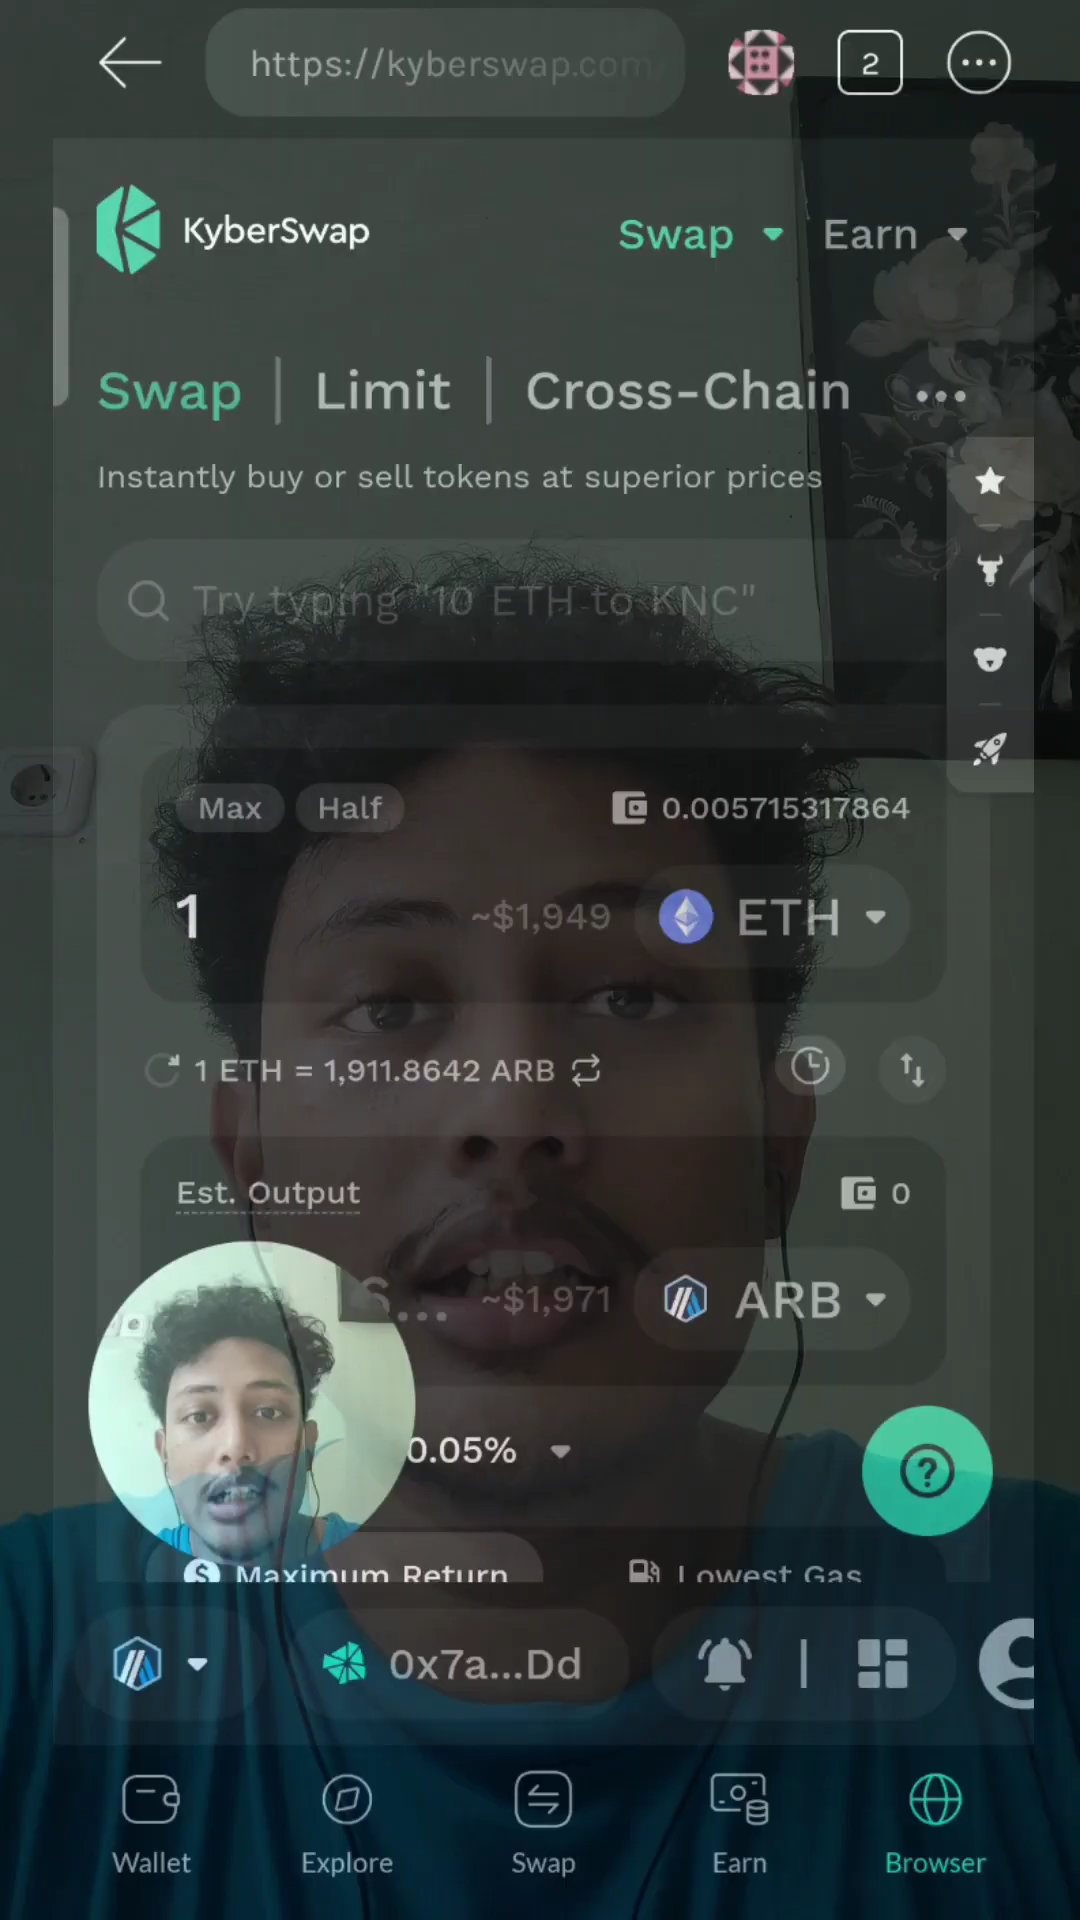 https://kyberswap.com/
2
KyberSwap
Swap
Earn
Swap | Limit | Cross-Chain
Instantly buy or sell tokens at superior prices
Try typing "10 ETH to KNC"
Max
Half
0.005715317864
1
~$1,949
ETH
1 ETH = 1,911.8642 ARB
Est. Output
0
6...
~$1,971
ARB
0.05%
Maximum Return
Lowest Gas
0x7a...Dd
Wallet
Explore
Swap
Earn
Browser